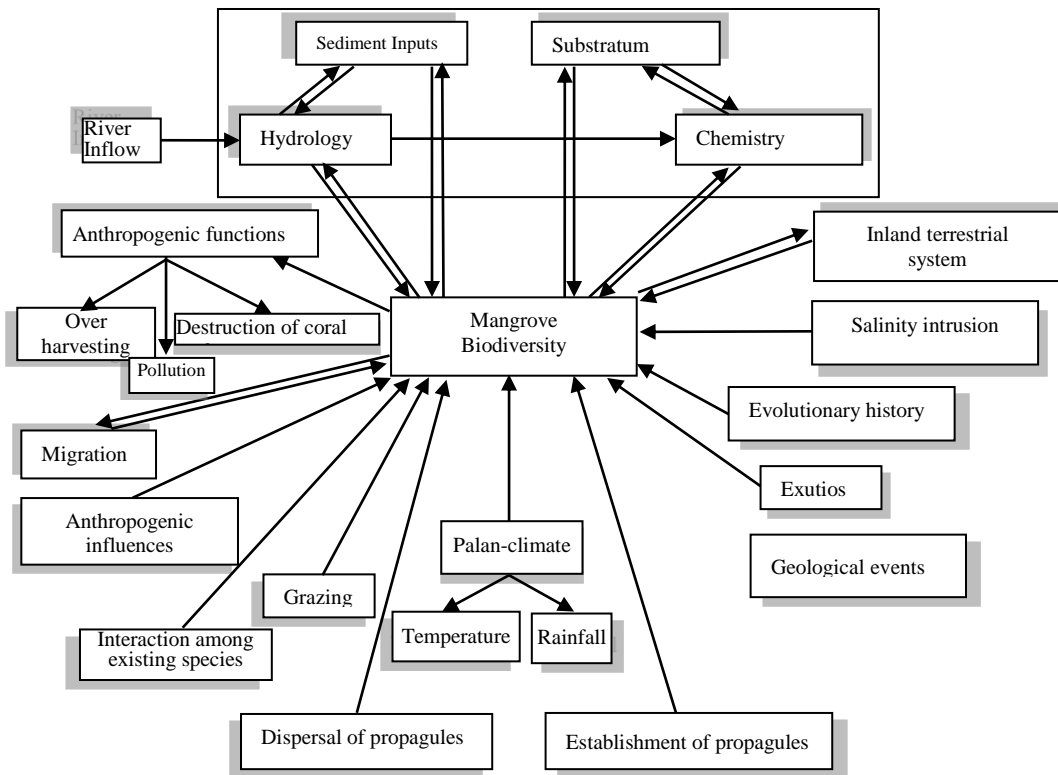 Sediment Inputs
Substratum
River
Inflow
Hydrology
Chemistry
Anthropogenic functions
Inland terrestrial
system
Over
harvesting
Destruction of coral
Pollution
Mangrove
Biodiversity
Salinity intrusion
Evolutionary history
Migration
Exutios
Anthropogenic
influences
Palan-climate
Geological events
Grazing
Temperature
Rainfall
Interaction among
existing species
Dispersal of propagules
Establishment of propagules